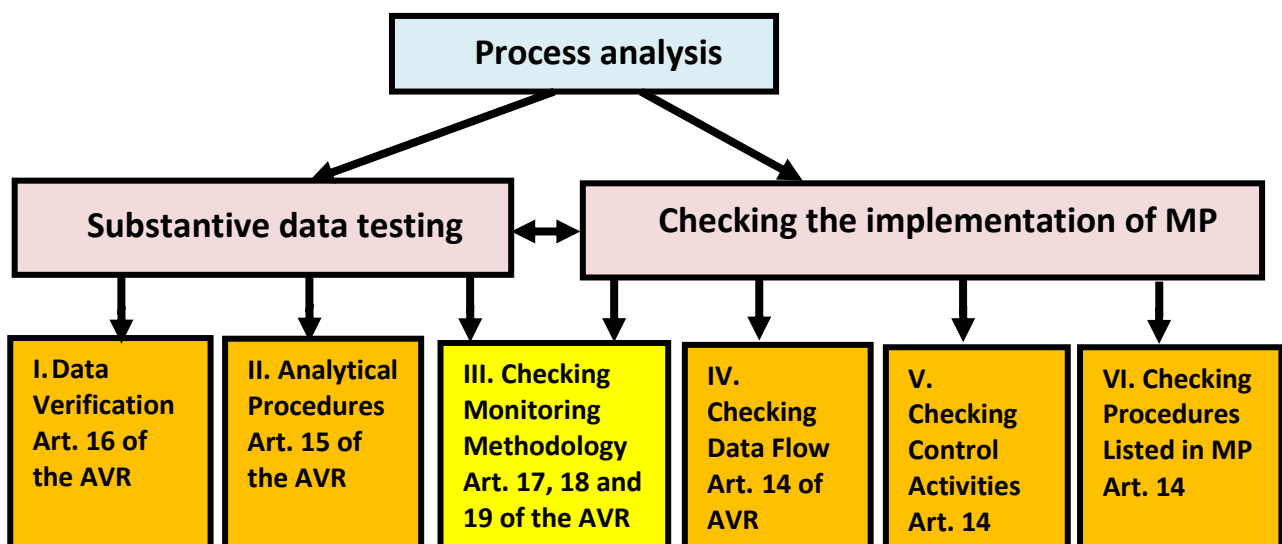 Process analysis
Substantive data testing
Checking the implementation of MP
I. Data
Verification
Art. 16 of
the AVR
II. Analytical
Procedures
Art. 15 of
the AVR
III. Checking
Monitoring
Methodology
Art. 17, 18 and
19 of the AVR
IV.
Checking
Data Flow
Art. 14 of
AVR
V.
Checking
Control
Activities
Art. 14
VI. Checking
Procedures
Listed in MP
Art. 14